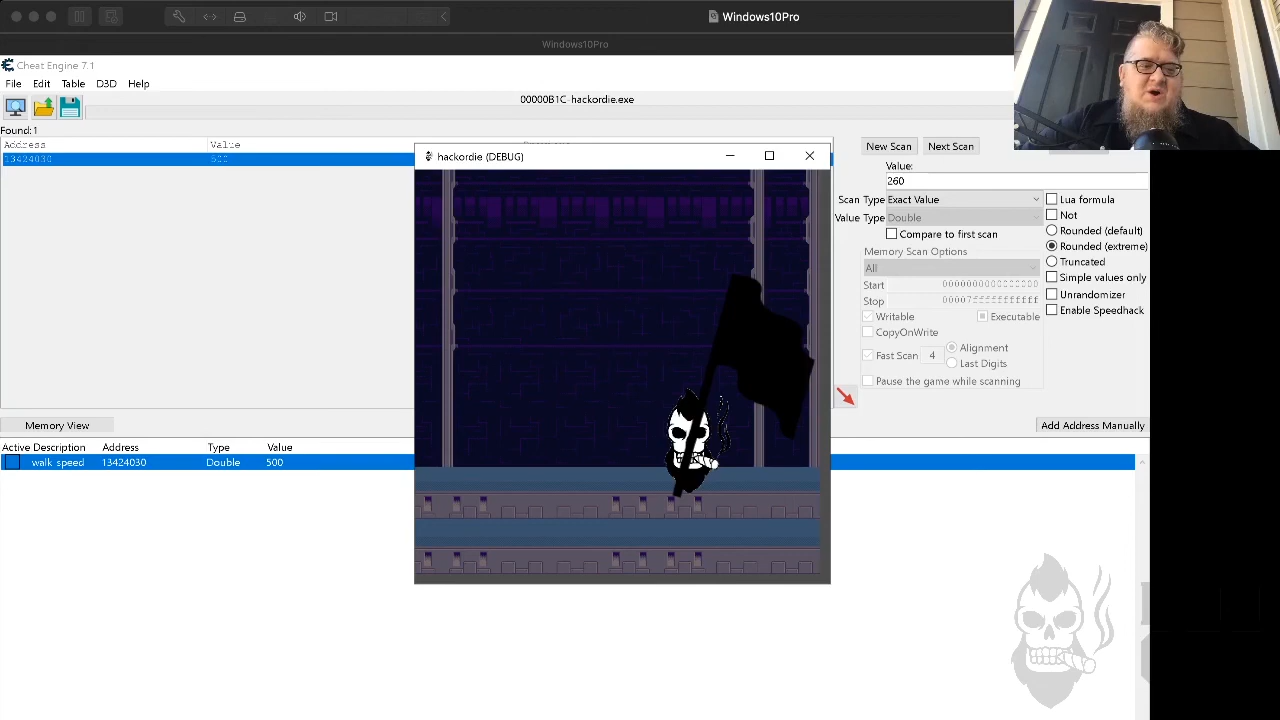 Windows10Pro
Windows10Pro
Cheat Engine 7.1
File Edit Table D3D Help
00000B1C-hackordie.exe
Found:1
Address Value
13424030 500
hackordie (DEBUG)
New Scan Next Scan
Value:
260
Scan Type Exact Value
Value Type Double
Compare to first scan
Lua formula
Not
Rounded (default)
Rounded (extreme)
Truncated
Simple values only
Unrandomizer
Enable Speedhack
Memory Scan Options
All
Start 0000000000000000
Stop 00007fffffffffff
Writable Executable
CopyOnWrite
Fast Scan 4 Alignment
Last Digits
Pause the game while scanning
Memory View Add Address Manually
Active Description Address Type Value
walk speed 13424030 Double 500